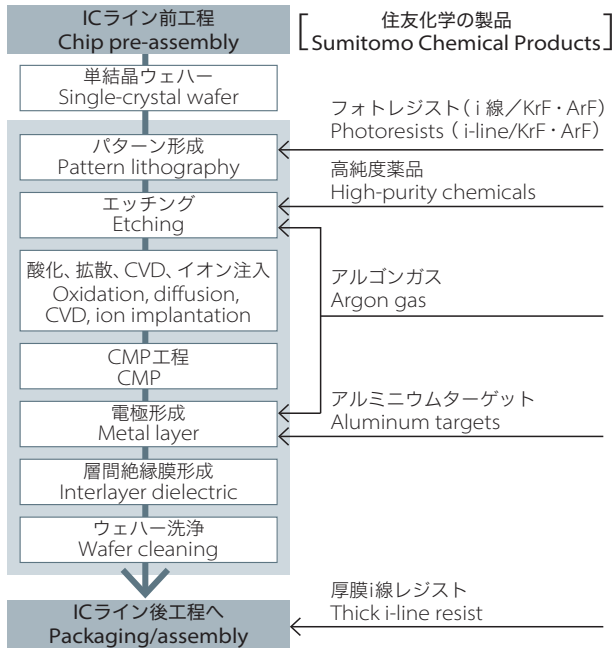 ICライン前工程
Chip pre-assembly
住友化学の製品
Sumitomo Chemical Products
単結晶ウェハー
Single-crystal wafer
フォトレジスト(i線/KrF・ArF)
Photoresists (i-line/KrF・ArF)
パターン形成
Pattern lithography
高純度薬品
High-purity chemicals
エッチング
Etching
酸化、拡散、CVD、イオン注入
Oxidation, diffusion,
CVD, ion implantation
アルゴンガス
Argon gas
CMP工程
CMP
アルミニウムターゲット
Aluminum targets
電極形成
Metal layer
層間絶縁膜形成
Interlayer dielectric
ウェハー洗浄
Wafer cleaning
厚膜i線レジスト
Thick i-line resist
ICライン後工程へ
Packaging/assembly